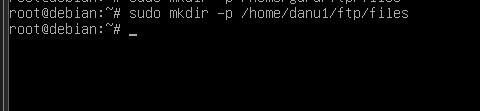 root@debian:~# sudo mkdir -p /home/danu1/ftp/files
root@debian:~# _